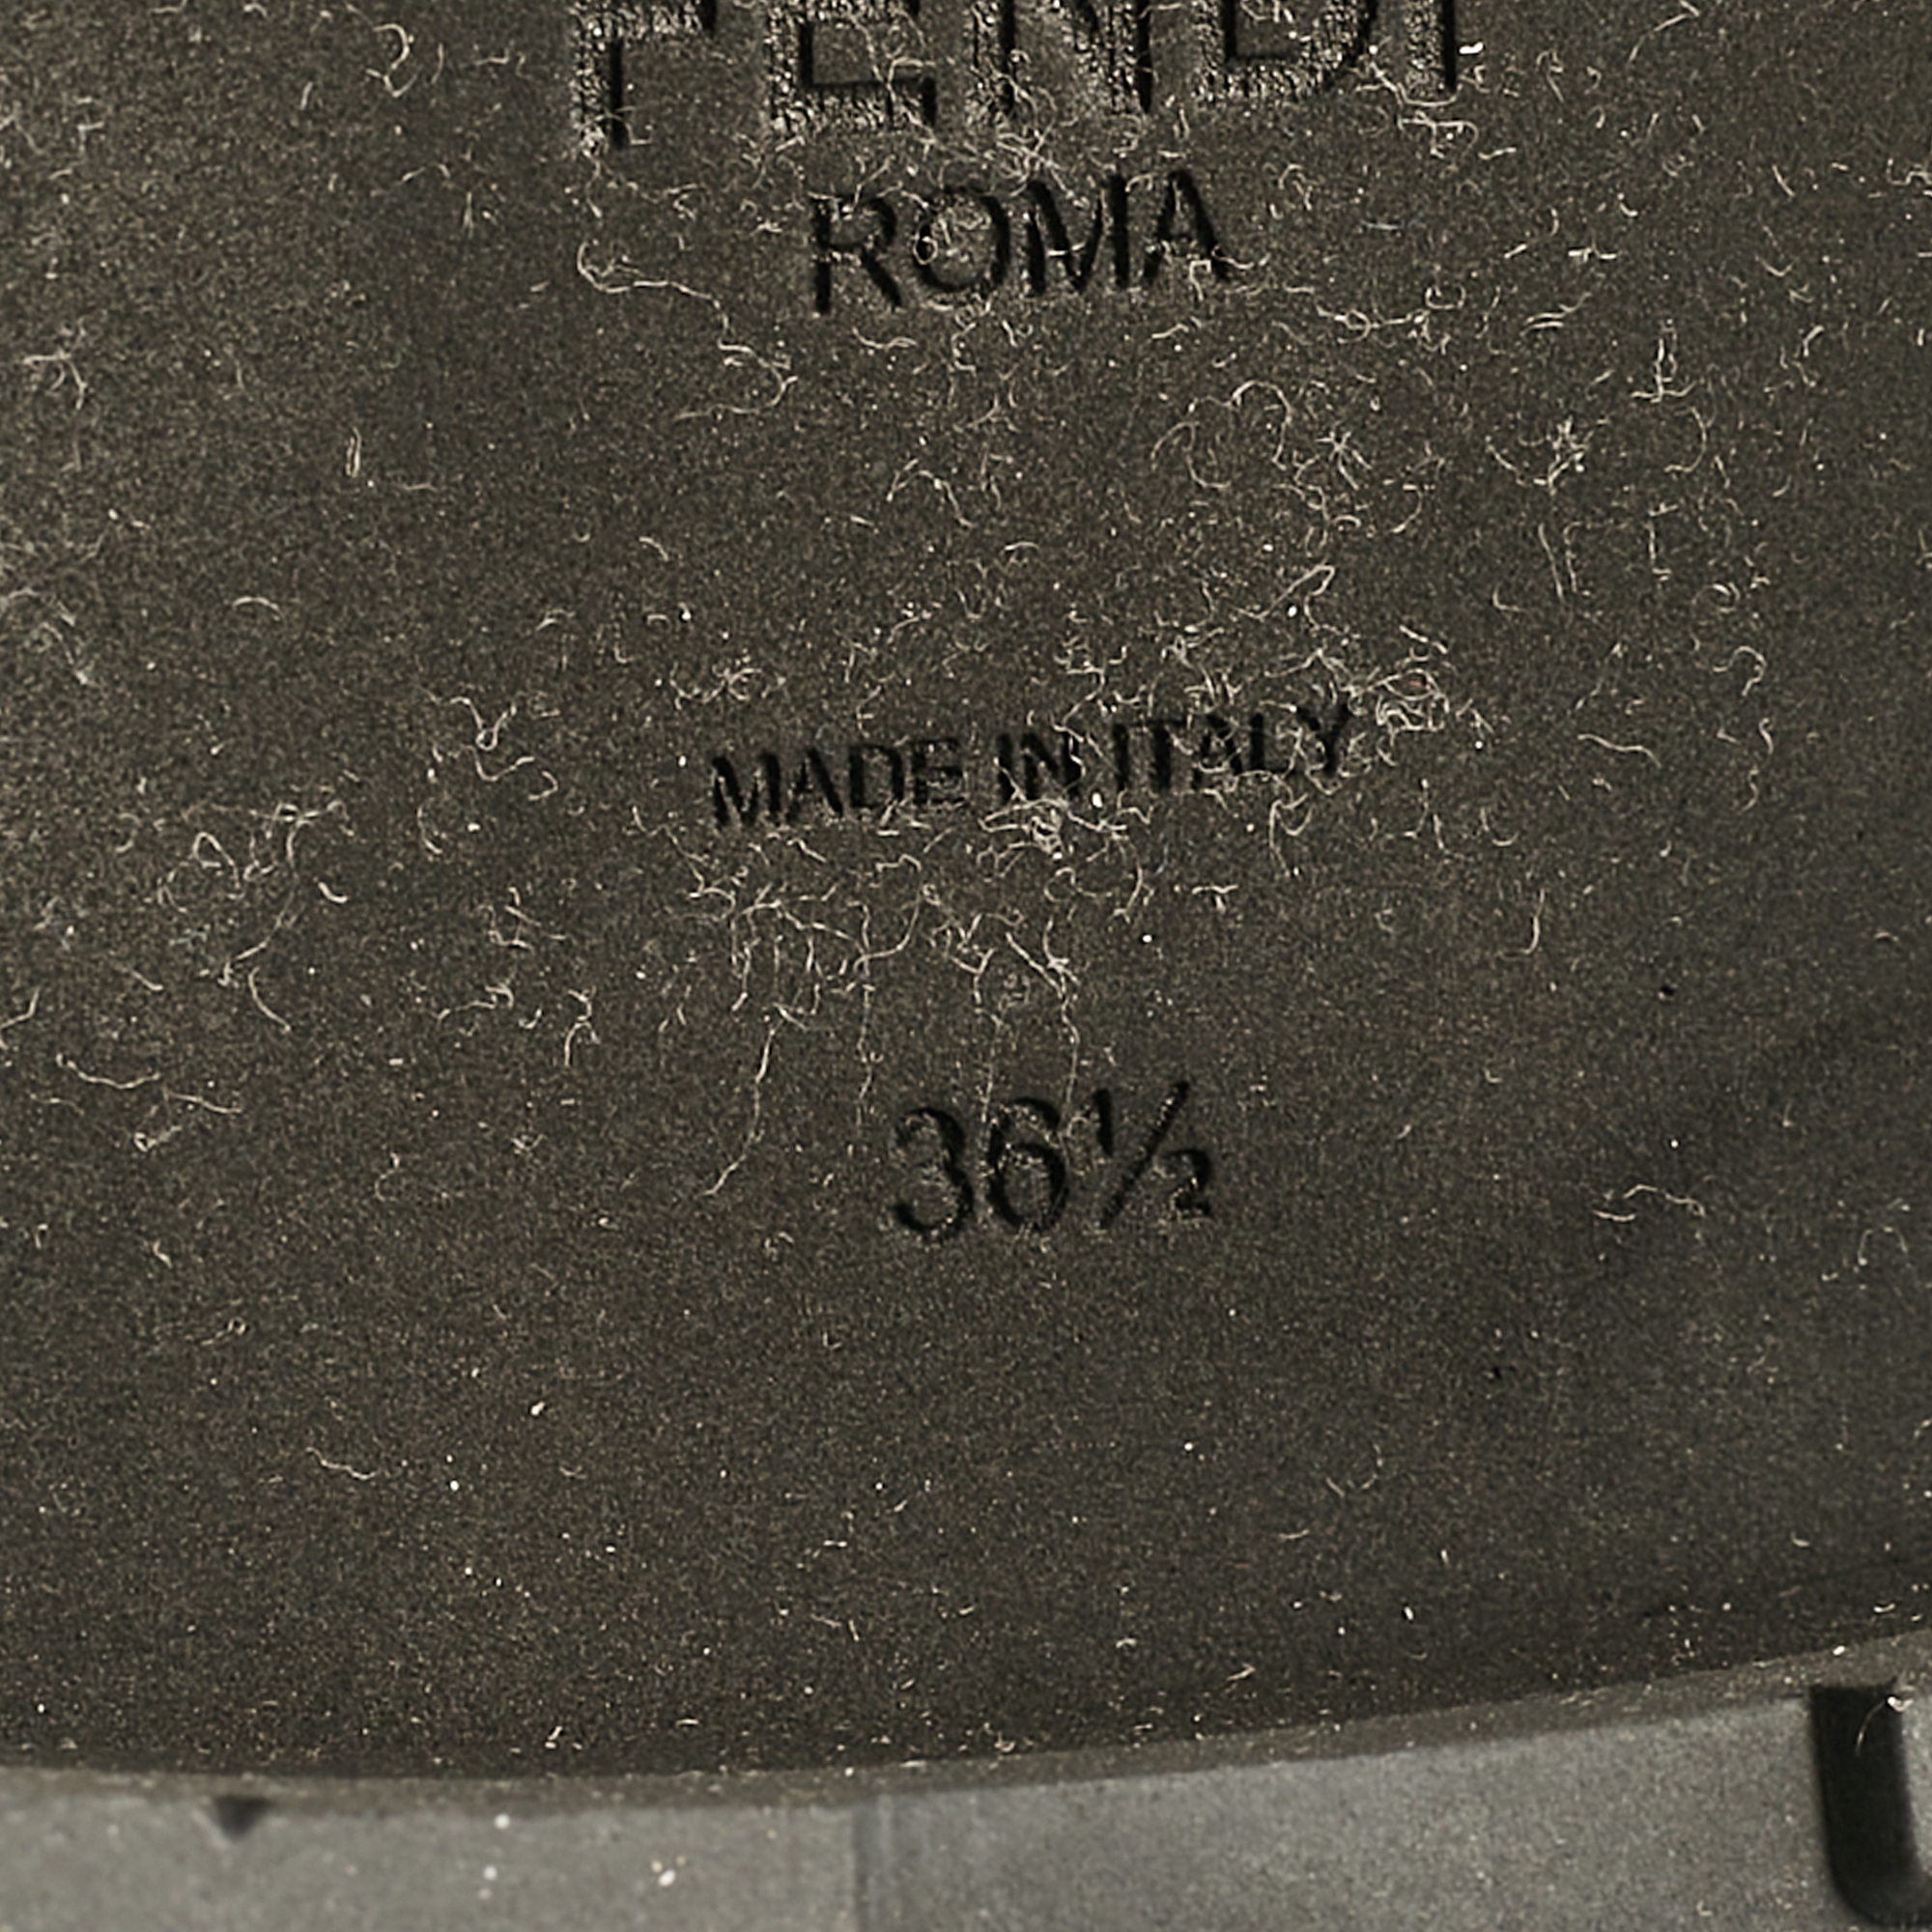 FENDI
ROMA
MADE IN ITALY
36½